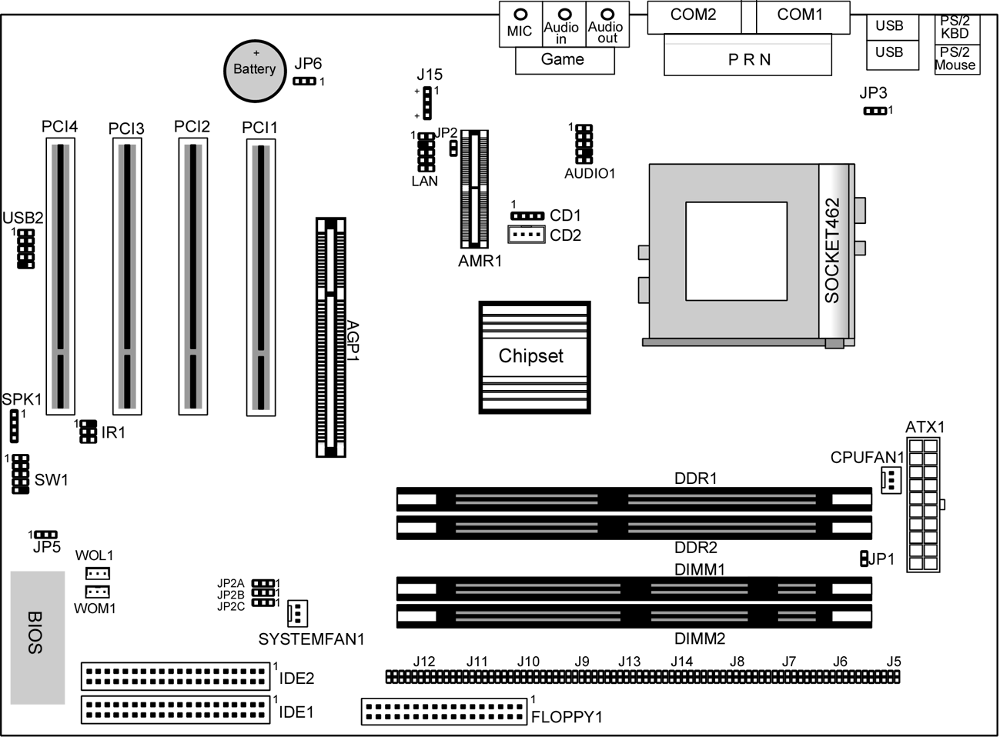 COM2
COM1
MIC
Audio
in
Audio
out
Game
P R N
USB
USB
PS/2
KBD
PS/2
Mouse
+
Battery
JP6
1
J15
+
1
+
JP3
1
PCI4
PCI3
PCI2
PCI1
1
JP2
LAN
1
AUDIO1
USB2
1
1
CD1
CD2
AMR1
SOCKET462
AGP1
Chipset
SPK1
1
1
IR1
1
SW1
ATX1
CPUFAN1
DDR1
DDR2
JP1
1
JP5
WOL1
WOM1
DIMM1
DIMM2
JP2A
1
JP2B
1
JP2C
1
SYSTEMFAN1
BIOS
J12
J11
J10
J9
J13
J14
J8
J7
J6
J5
1
IDE2
1
IDE1
1
FLOPPY1